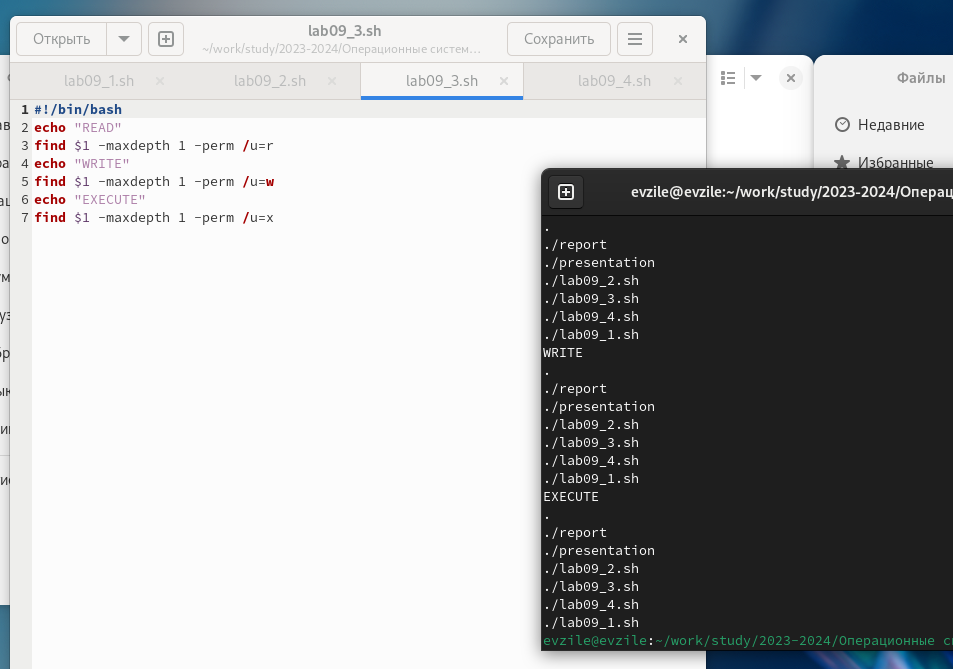 Открыть
lab09_3.sh
~/work/study/2023-2024/Операционные систем…
Сохранить
lab09_1.sh
lab09_2.sh
lab09_3.sh
lab09_4.sh
1 #!/bin/bash
2 echo "READ"
3 find $1 -maxdepth 1 -perm /u=r
4 echo "WRITE"
5 find $1 -maxdepth 1 -perm /u=w
6 echo "EXECUTE"
7 find $1 -maxdepth 1 -perm /u=x
Файлы
Недавние
Избранные
evzile@evzile:~/work/study/2023-2024/Операц
.
./report
./presentation
./lab09_2.sh
./lab09_3.sh
./lab09_4.sh
./lab09_1.sh
WRITE
.
./report
./presentation
./lab09_2.sh
./lab09_3.sh
./lab09_4.sh
./lab09_1.sh
EXECUTE
.
./report
./presentation
./lab09_2.sh
./lab09_3.sh
./lab09_4.sh
./lab09_1.sh
evzile@evzile:~/work/study/2023-2024/Операционные